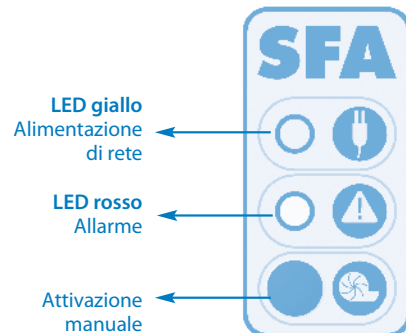 SFA
LED giallo
Alimentazione
di rete
LED rosso
Allarme
Attivazione
manuale